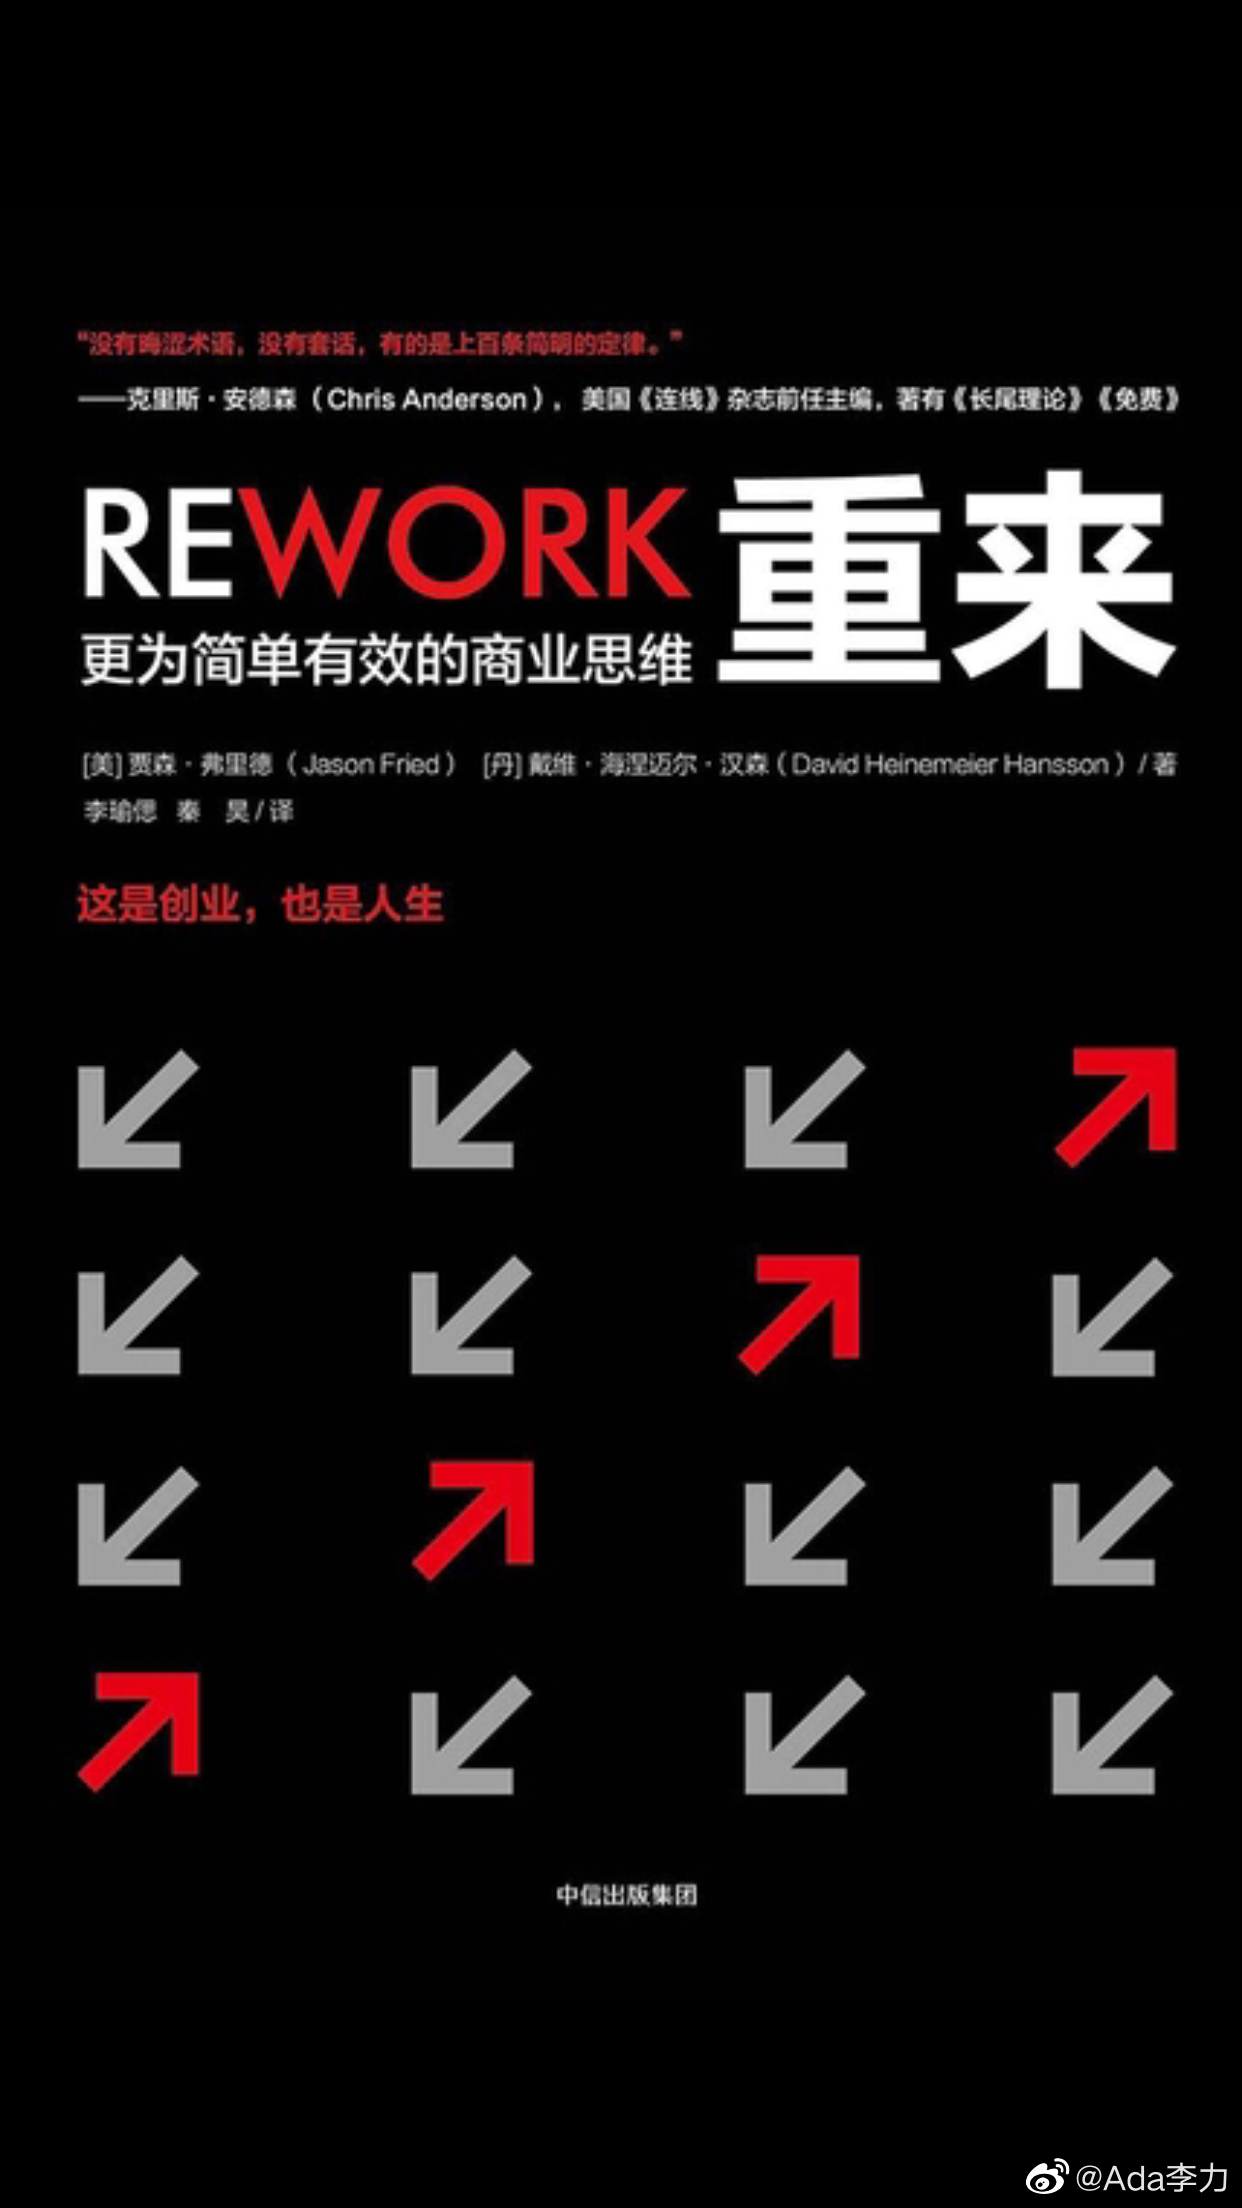 “没有晦涩术语，没有套话，有的是上百条简明的定律。”
——克里斯·安德森（Chris Anderson），美国《连线》杂志前任主编，著有《长尾理论》《免费》
REWORK 重来
更为简单有效的商业思维
[美] 贾森·弗里德（Jason Fried） [丹] 戴维·海涅迈尔·汉森（David Heinemeier Hansson）/ 著
李瑜偲 秦 昊 / 译
这是创业，也是人生
中信出版集团
@Ada李力